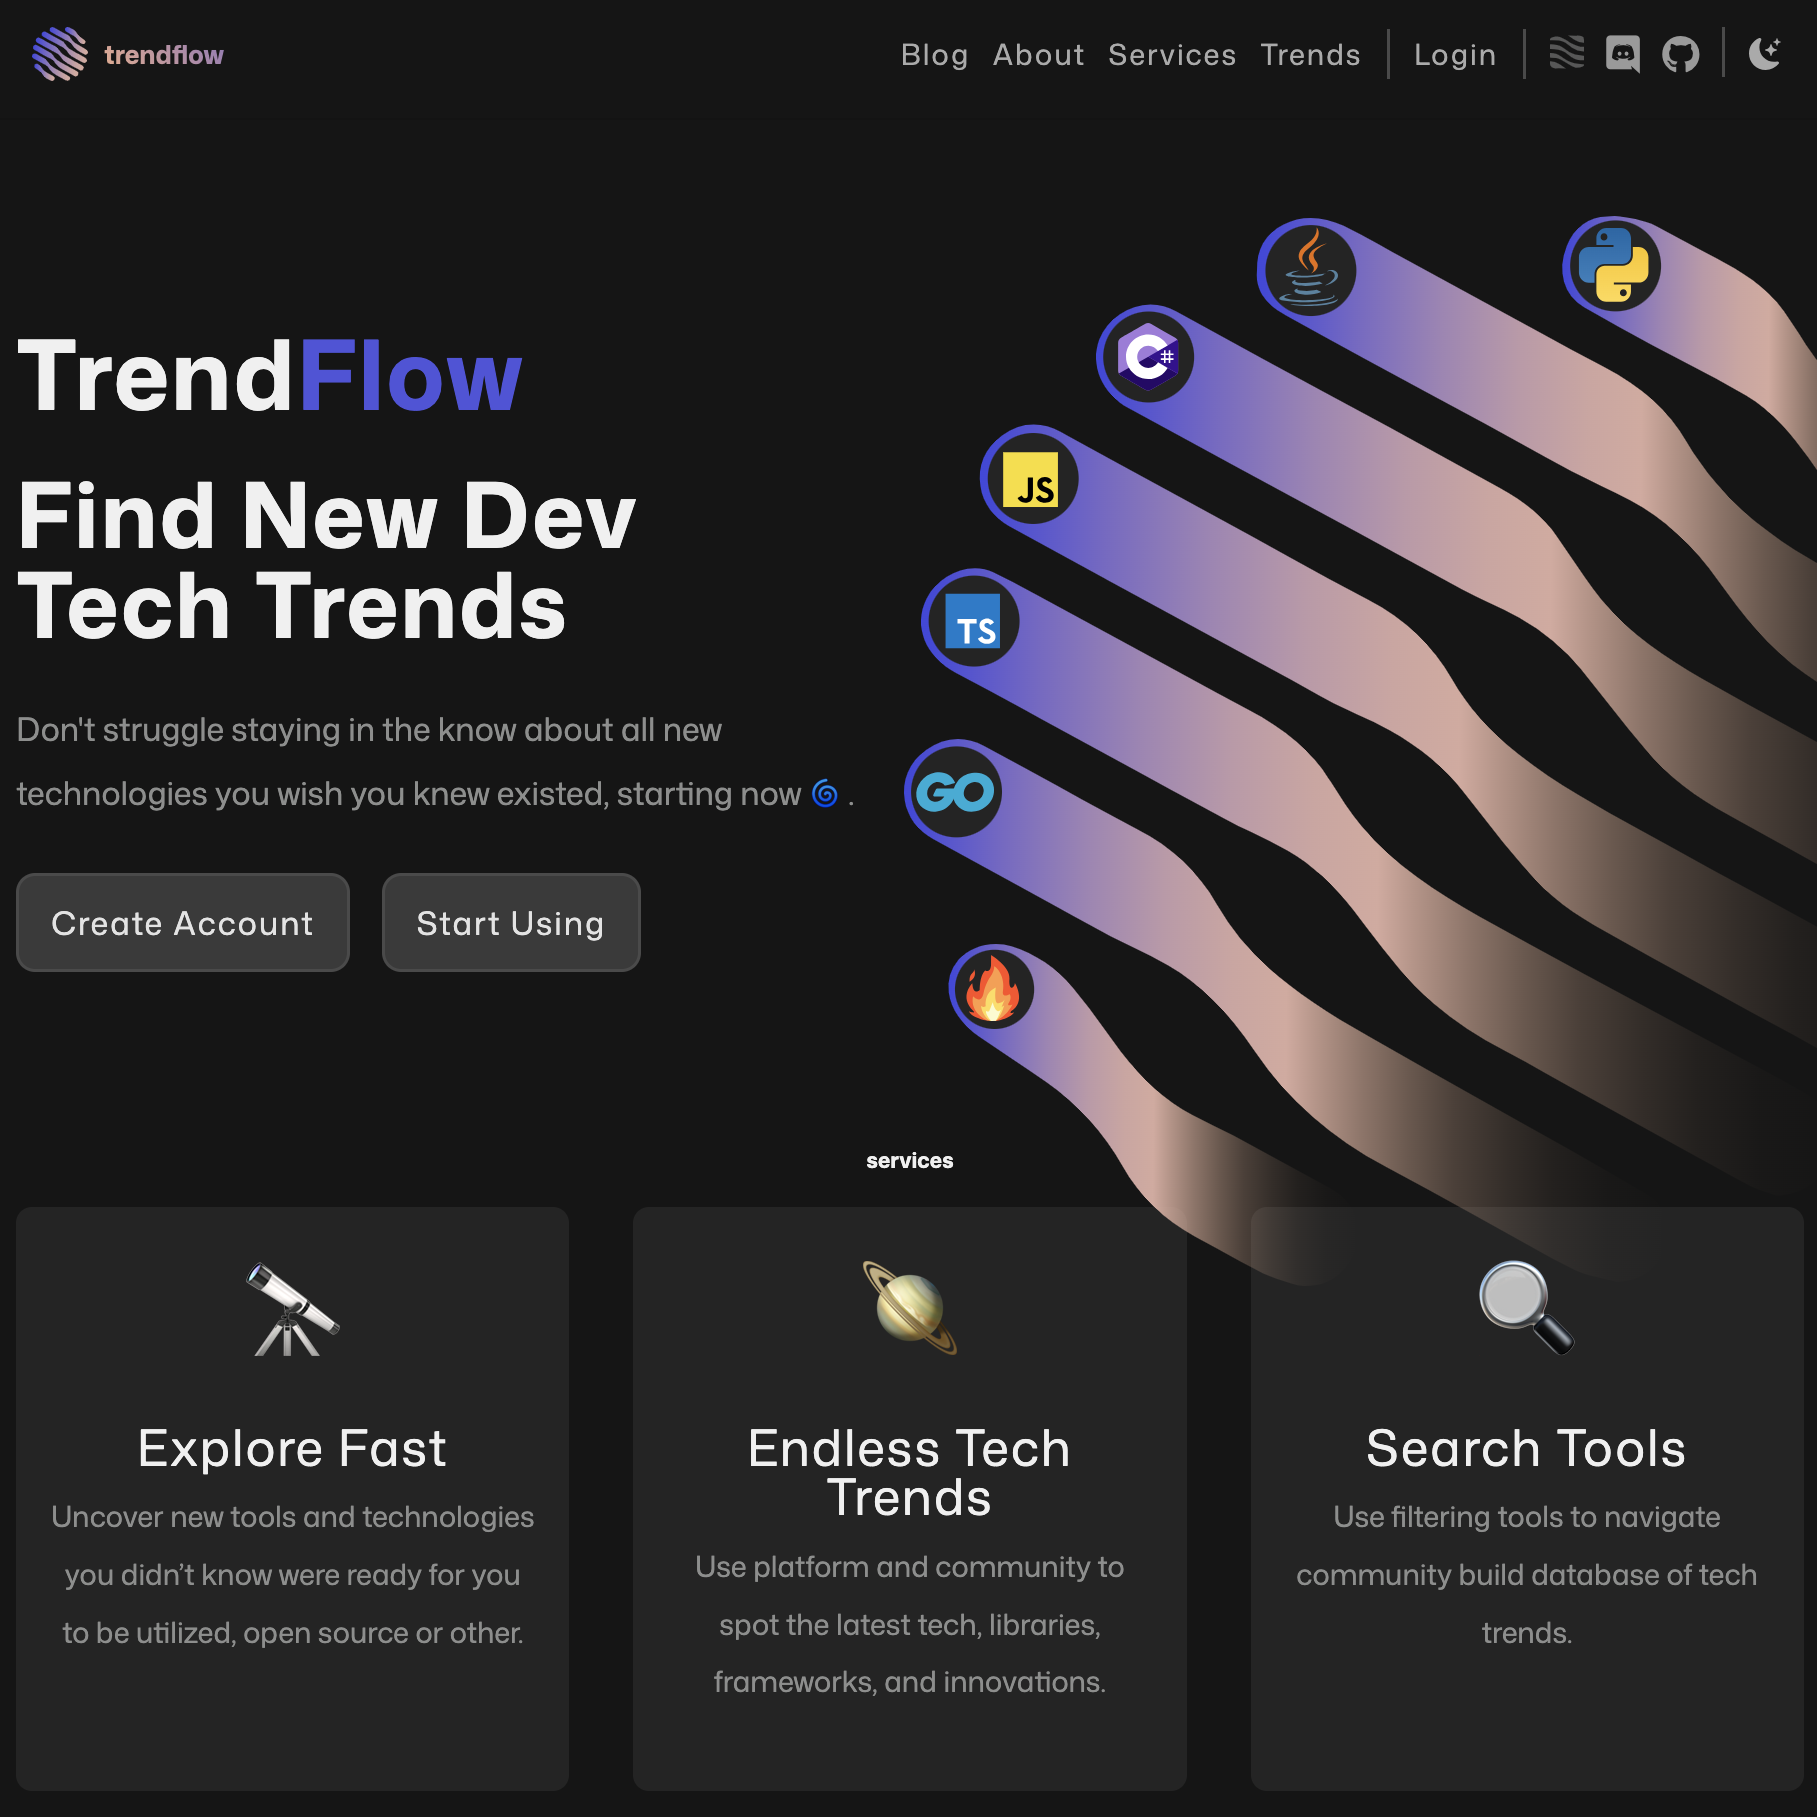 trendflow
Blog About Services Trends Login
TrendFlow
Find New Dev
Tech Trends
Don't struggle staying in the know about all new
technologies you wish you knew existed, starting now 🌀 .
Create Account
Start Using
C#
JS
TS
GO
services
Explore Fast
Uncover new tools and technologies
you didn’t know were ready for you
to be utilized, open source or other.
Endless Tech
Trends
Use platform and community to
spot the latest tech, libraries,
frameworks, and innovations.
Search Tools
Use filtering tools to navigate
community build database of tech
trends.